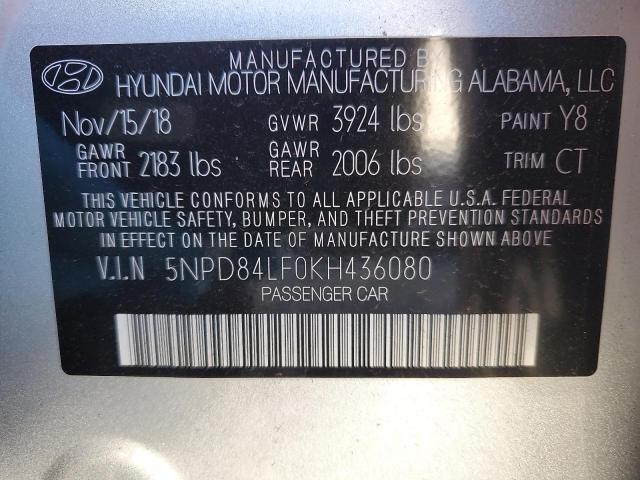 MANUFACTURED BY
HYUNDAI MOTOR MANUFACTURING ALABAMA, LLC
Nov/15/18 GVWR 3924 lbs PAINT Y8
GAWR FRONT 2183 lbs GAWR REAR 2006 lbs TRIM CT
THIS VEHICLE CONFORMS TO ALL APPLICABLE U.S.A. FEDERAL
MOTOR VEHICLE SAFETY, BUMPER, AND THEFT PREVENTION STANDARDS
IN EFFECT ON THE DATE OF MANUFACTURE SHOWN ABOVE
V.I.N 5NPD84LF0KH436080
PASSENGER CAR